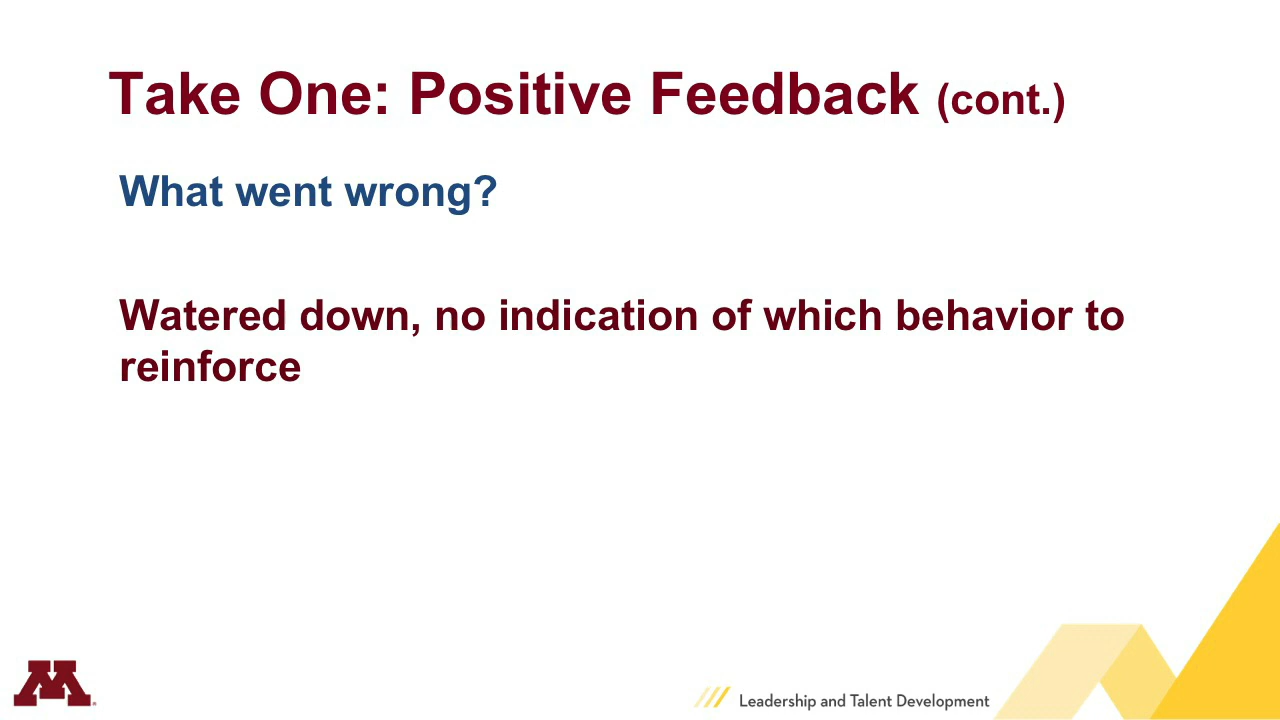 Take One: Positive Feedback (cont.)
What went wrong?
Watered down, no indication of which behavior to
reinforce
M
Leadership and Talent Development